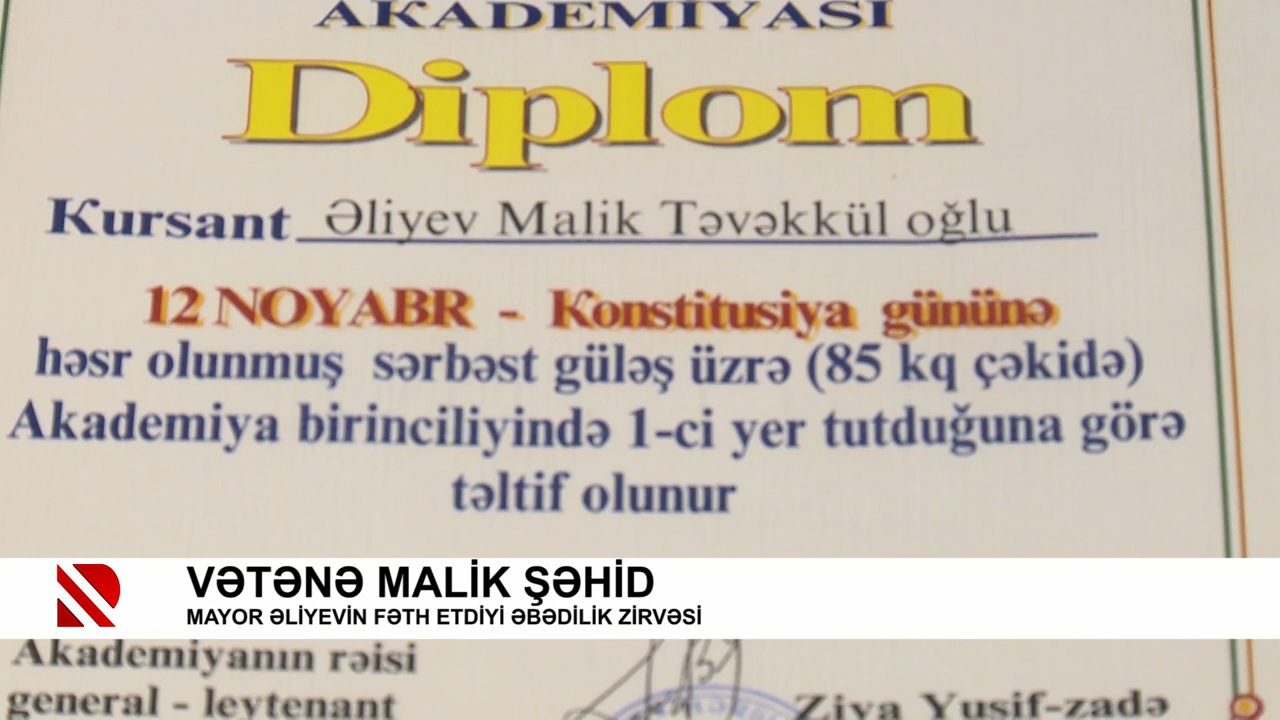 AKADEMİYASI
Diplom
Kursant Əliyev Malik Təvəkkül oğlu
12 NOYABR - Konstitusiya gününə
həsr olunmuş sərbəst güləş üzrə (85 kq çəkidə)
Akademiya birinciliyində 1-ci yer tutduğuna görə
təltif olunur
VƏTƏNƏ MALİK ŞƏHİD
MAYOR ƏLİYEVİN FƏTH ETDİYİ ƏBƏDİLİK ZİRVƏSİ
Akademiyanın rəisi
general - leytenant Ziya Yusif-zadə